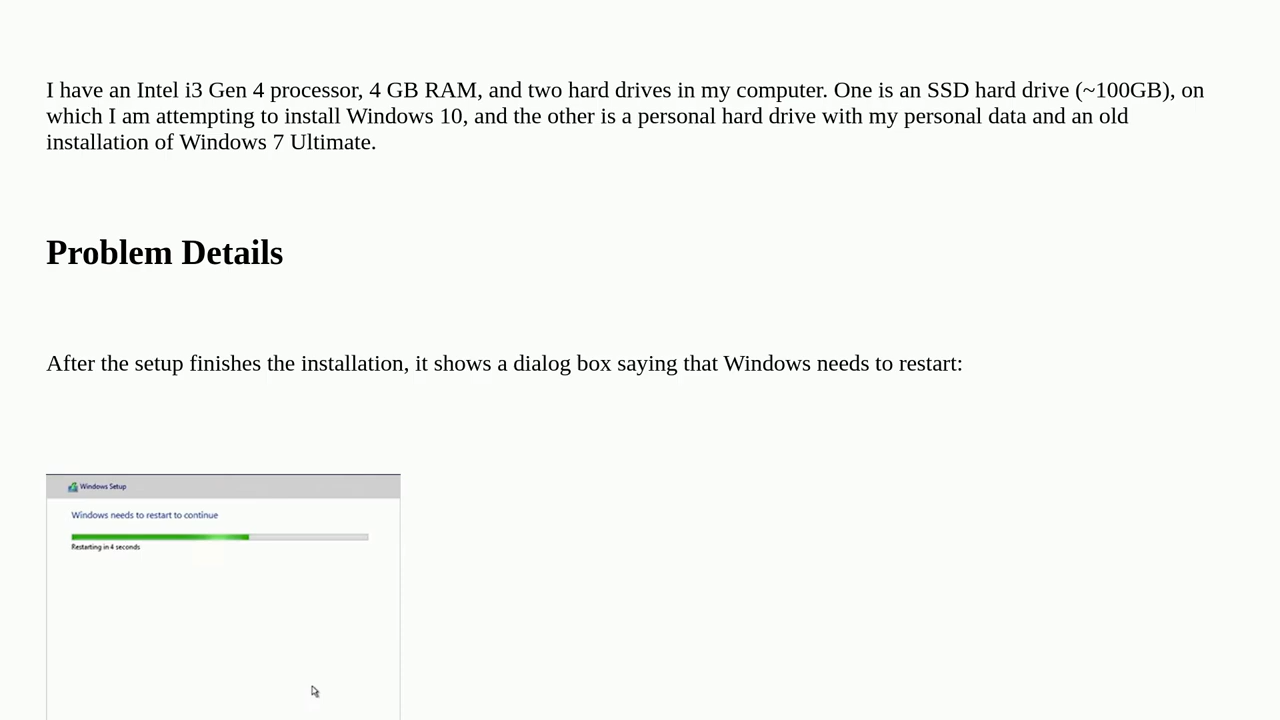 I have an Intel i3 Gen 4 processor, 4 GB RAM, and two hard drives in my computer. One is an SSD hard drive (~100GB), on
which I am attempting to install Windows 10, and the other is a personal hard drive with my personal data and an old
installation of Windows 7 Ultimate.
Problem Details
After the setup finishes the installation, it shows a dialog box saying that Windows needs to restart:
Windows Setup
Windows needs to restart to continue
Restarting in 4 seconds